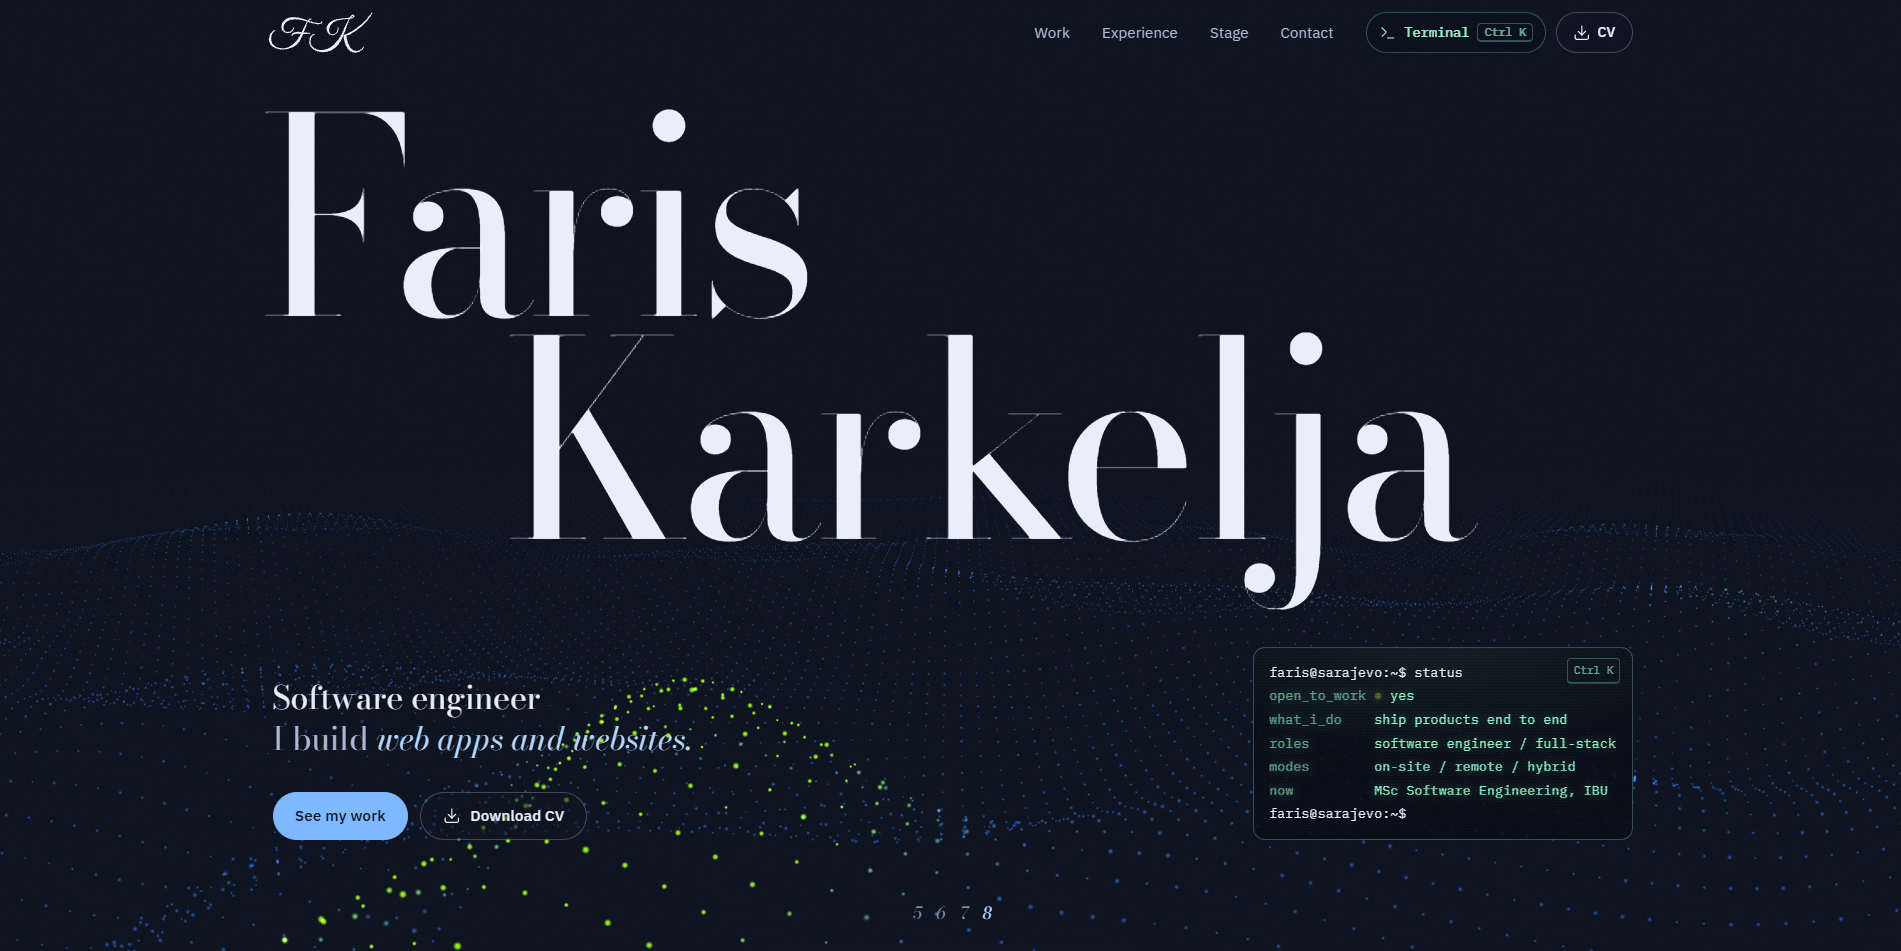 FK
Work Experience Stage Contact >_ Terminal Ctrl K CV
Faris
Karkelja
Software engineer
I build web apps and websites.
See my work Download CV
faris@sarajevo:~$ status Ctrl K
open_to_work yes
what_i_do ship products end to end
roles software engineer / full-stack
modes on-site / remote / hybrid
now MSc Software Engineering, IBU
faris@sarajevo:~$
5 6 7 8